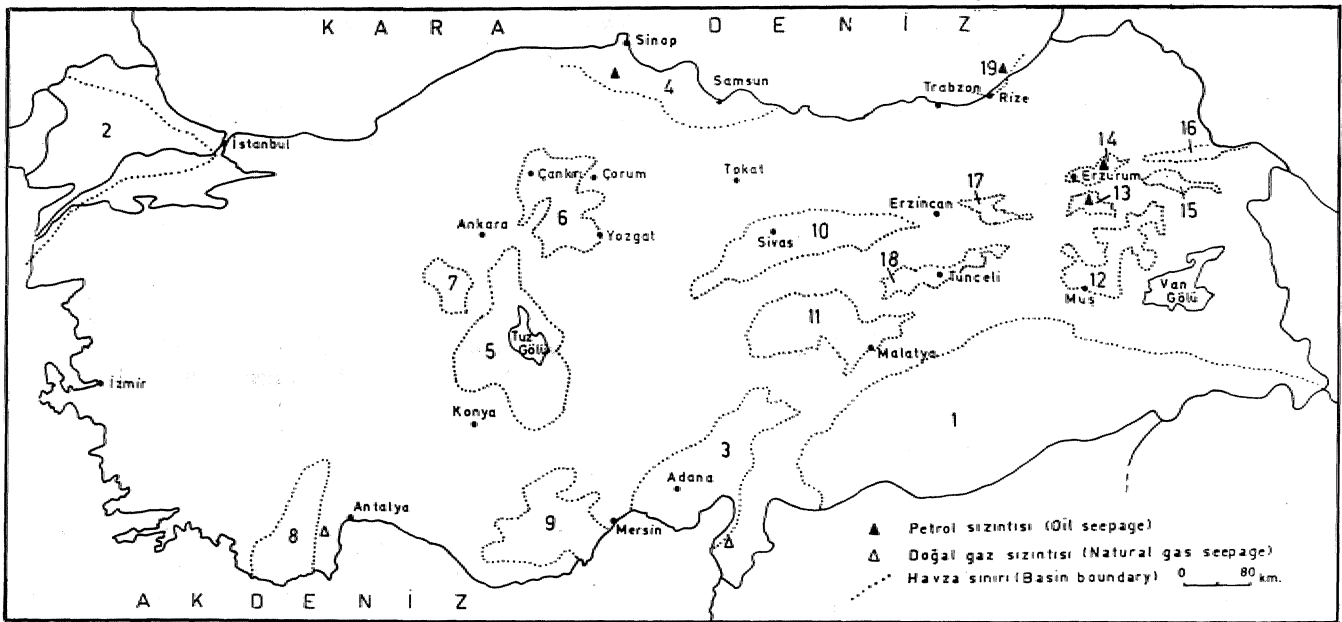 K A R A D E N İ Z
Sinop
4
Samsun
19
Trabzon
Rize
2
İstanbul
16
14
Çankırı
Çorum
Tokat
Erzurum
17
13
15
Erzincan
6
Ankara
Yozgat
10
Sivas
18
7
Tunceli
12
Muş
Van
Gölü
11
5
Tuz
Gölü
Malatya
İzmir
Konya
1
3
Adana
Antalya
8
9
Mersin
Petrol sızıntısı (Oil seepage)
Doğal gaz sızıntısı (Natural gas seepage)
Havza sınırı (Basin boundary)
0 80 km.
A K D E N İ Z